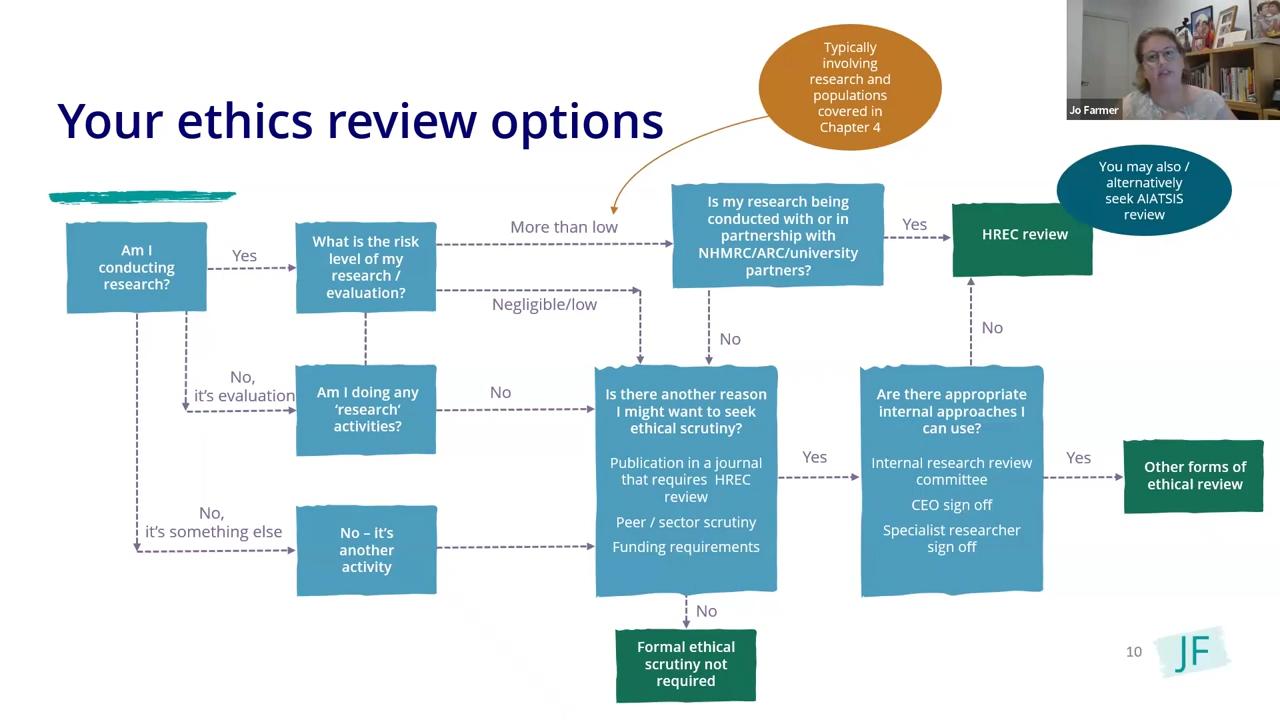 Your ethics review options
Typically
involving
research and
populations
covered in
Chapter 4
Jo Farmer
You may also /
alternatively
seek AIATSIS
review
Am I
conducting
research?
Yes
What is the risk
level of my
research /
evaluation?
More than low
Negligible/low
Is my research being
conducted with or in
partnership with
NHMRC/ARC/university
partners?
Yes
HREC review
No
No
No,
it's evaluation
Am I doing any
‘research‘
activities?
No
Is there another reason
I might want to seek
ethical scrutiny?
Publication in a journal
that requires HREC
review
Peer / sector scrutiny
Funding requirements
Yes
Are there appropriate
internal approaches I
can use?
Internal research review
committee
CEO sign off
Specialist researcher
sign off
Yes
Other forms of
ethical review
No,
it's something else
No – it's
another
activity
No
Formal ethical
scrutiny not
required
10
JF